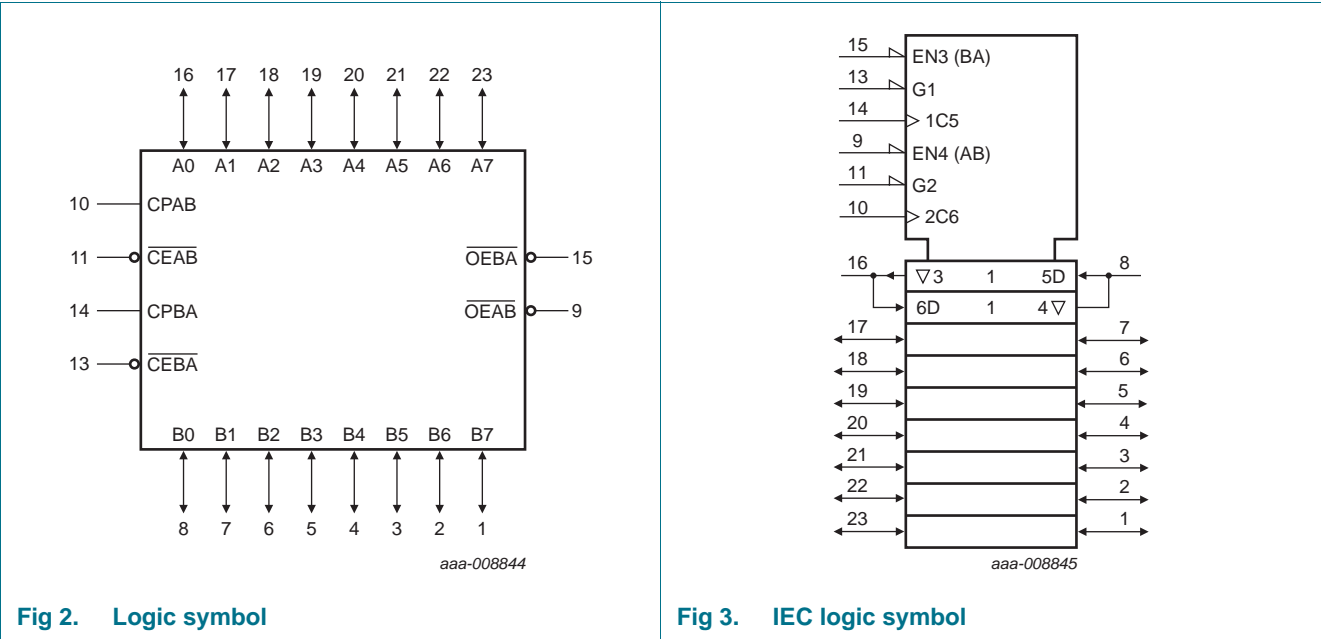 16 17 18 19 20 21 22 23
A0 A1 A2 A3 A4 A5 A6 A7
10 CPAB
11 CEAB OEBA 15
14 CPBA OEAB 9
13 CEBA
B0 B1 B2 B3 B4 B5 B6 B7
8 7 6 5 4 3 2 1
aaa-008844
Fig 2. Logic symbol
15 EN3 (BA)
13 G1
14 1C5
9 EN4 (AB)
11 G2
10 2C6
16 ▽3 1 5D 8
6D 1 4▽
17 7
18 6
19 5
20 4
21 3
22 2
23 1
aaa-008845
Fig 3. IEC logic symbol